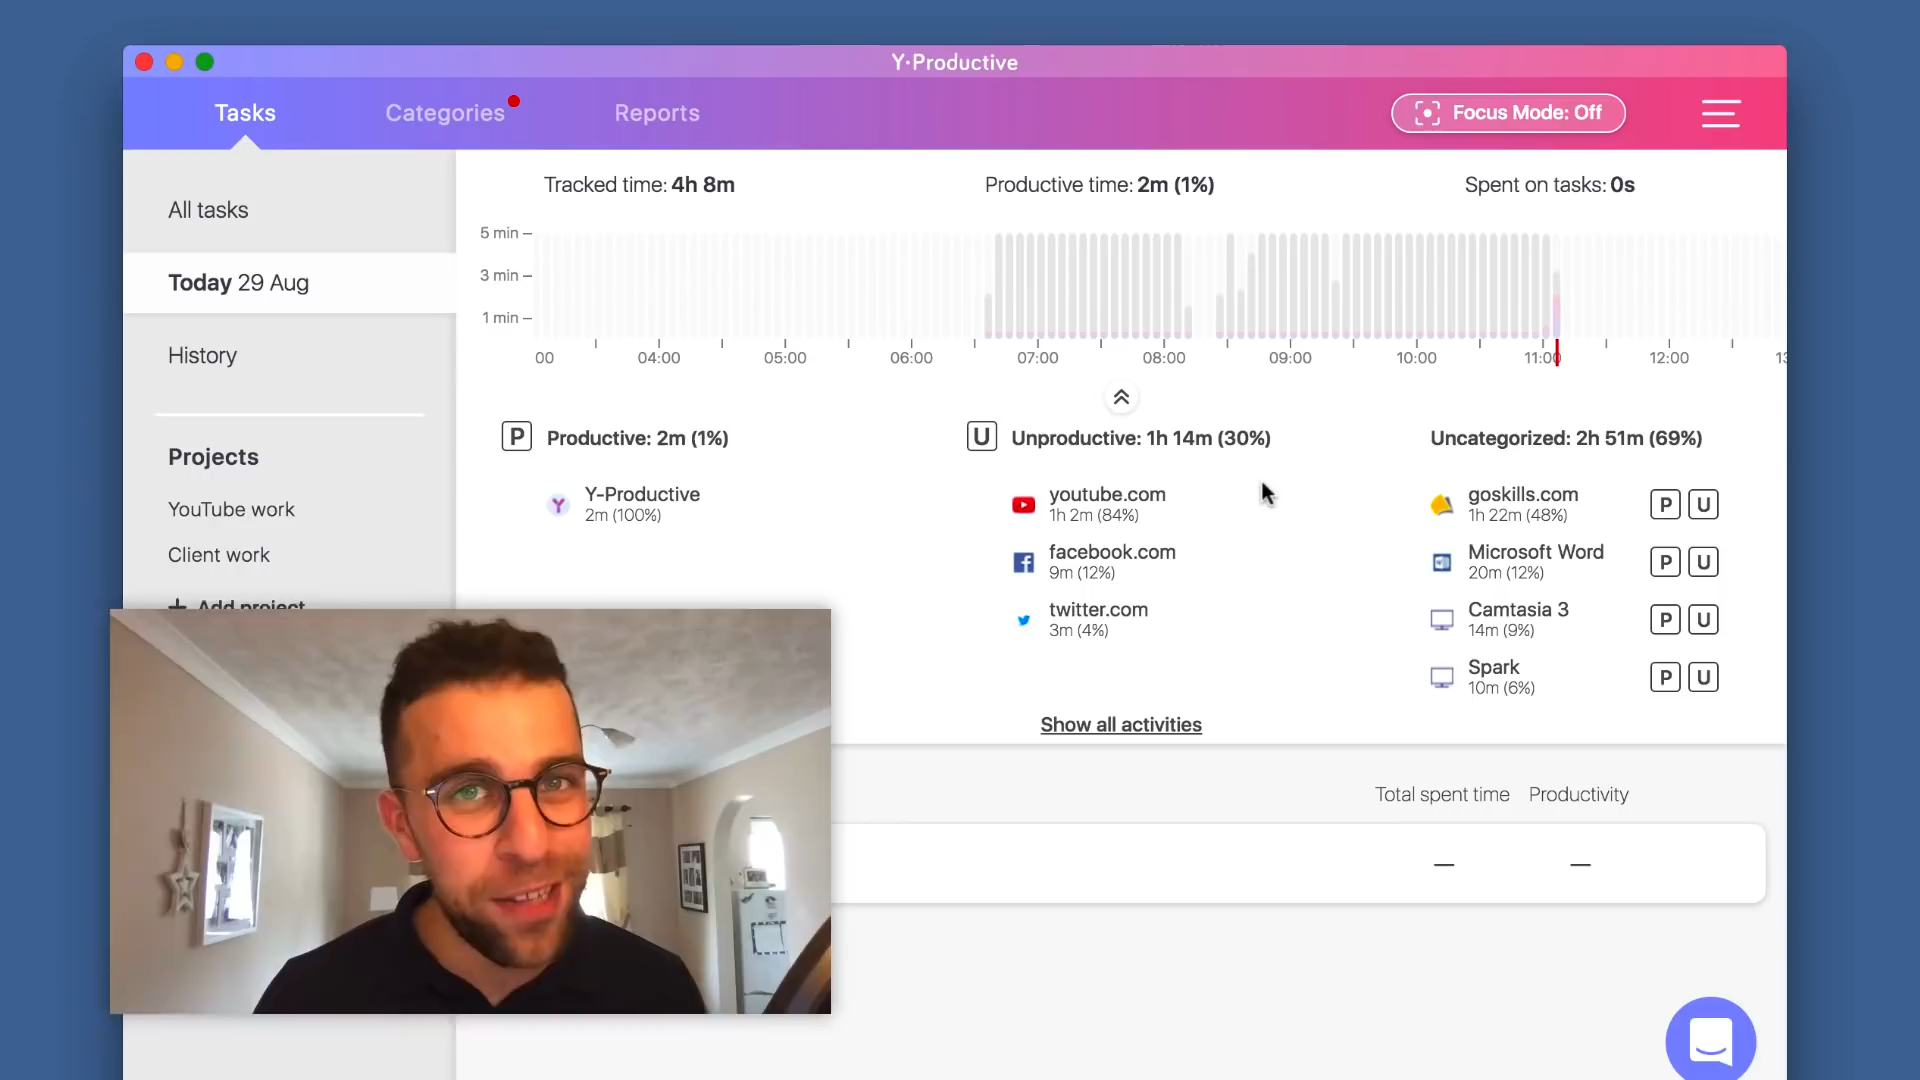 Y·Productive
Tasks
Categories
Reports
Focus Mode: Off
All tasks
Today 29 Aug
History
Projects
YouTube work
Client work
+ Add project
Tracked time: 4h 8m
Productive time: 2m (1%)
Spent on tasks: 0s
5 min
3 min
1 min
00
04:00
05:00
06:00
07:00
08:00
09:00
10:00
11:00
12:00
P Productive: 2m (1%)
Y-Productive
2m (100%)
U Unproductive: 1h 14m (30%)
youtube.com
1h 2m (84%)
facebook.com
9m (12%)
twitter.com
3m (4%)
Uncategorized: 2h 51m (69%)
goskills.com
1h 22m (48%)
P U
Microsoft Word
20m (12%)
P U
Camtasia 3
14m (9%)
P U
Spark
10m (6%)
P U
Show all activities
Total spent time
Productivity
—
—